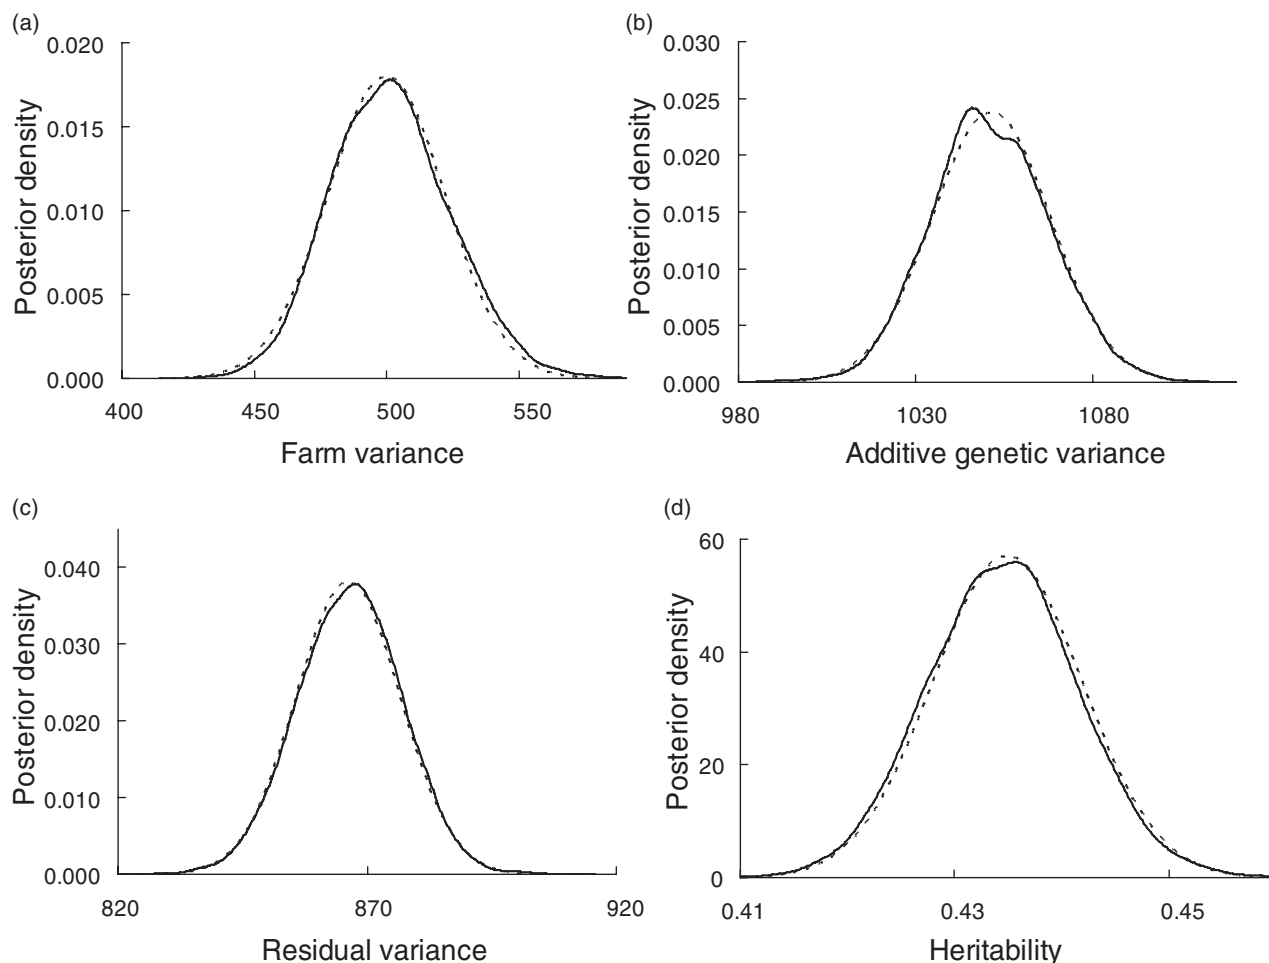 (a)
0.020
0.015
0.010
0.005
0.000
400
450
500
550
Posterior density
Farm variance
(b)
0.030
0.025
0.020
0.015
0.010
0.005
0.000
980
1030
1080
Posterior density
Additive genetic variance
(c)
0.040
0.030
0.020
0.010
0.000
820
870
920
Posterior density
Residual variance
(d)
60
40
20
0
0.41
0.43
0.45
Posterior density
Heritability